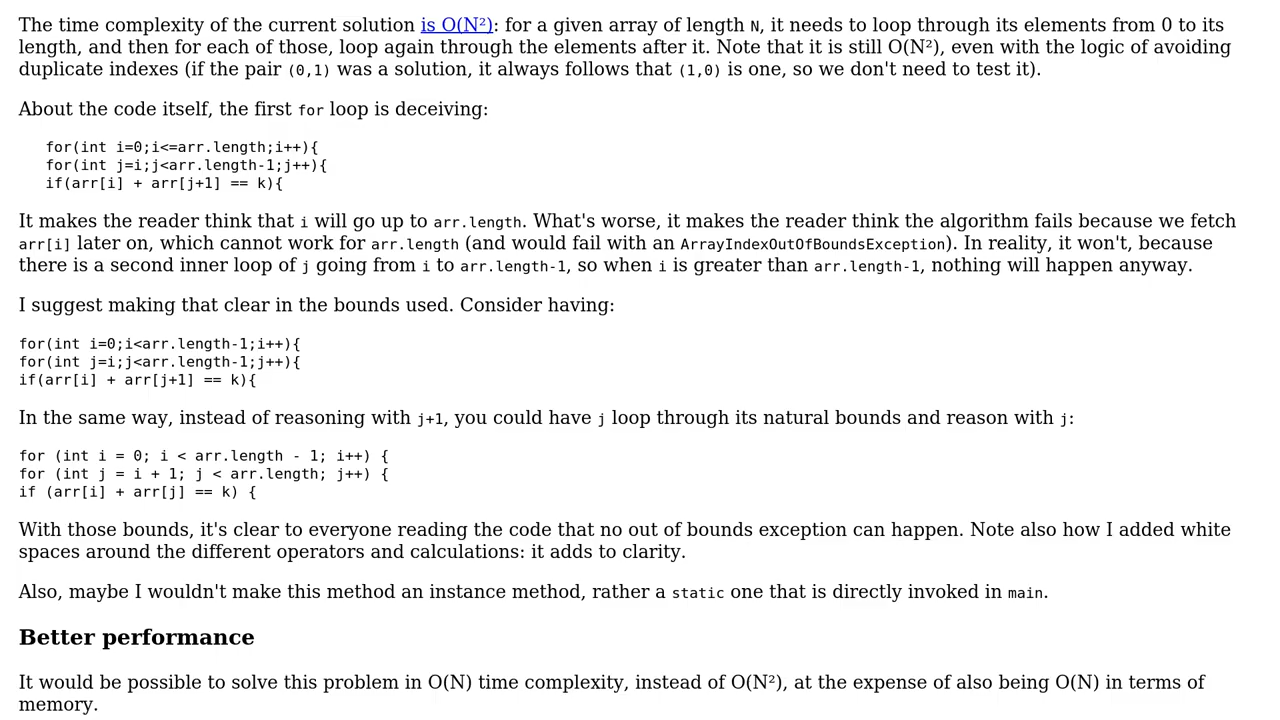 The time complexity of the current solution is O(N²): for a given array of length N, it needs to loop through its elements from 0 to its
length, and then for each of those, loop again through the elements after it. Note that it is still O(N²), even with the logic of avoiding
duplicate indexes (if the pair (0,1) was a solution, it always follows that (1,0) is one, so we don't need to test it).
About the code itself, the first for loop is deceiving:
for(int i=0;i<=arr.length;i++){
for(int j=i;j<arr.length-1;j++){
if(arr[i] + arr[j+1] == k){
It makes the reader think that i will go up to arr.length. What's worse, it makes the reader think the algorithm fails because we fetch
arr[i] later on, which cannot work for arr.length (and would fail with an ArrayIndexOutOfBoundsException). In reality, it won't, because
there is a second inner loop of j going from i to arr.length-1, so when i is greater than arr.length-1, nothing will happen anyway.
I suggest making that clear in the bounds used. Consider having:
for(int i=0;i<arr.length-1;i++){
for(int j=i;j<arr.length-1;j++){
if(arr[i] + arr[j+1] == k){
In the same way, instead of reasoning with j+1, you could have j loop through its natural bounds and reason with j:
for (int i = 0; i < arr.length - 1; i++) {
for (int j = i + 1; j < arr.length; j++) {
if (arr[i] + arr[j] == k) {
With those bounds, it's clear to everyone reading the code that no out of bounds exception can happen. Note also how I added white
spaces around the different operators and calculations: it adds to clarity.
Also, maybe I wouldn't make this method an instance method, rather a static one that is directly invoked in main.
Better performance
It would be possible to solve this problem in O(N) time complexity, instead of O(N²), at the expense of also being O(N) in terms of
memory.